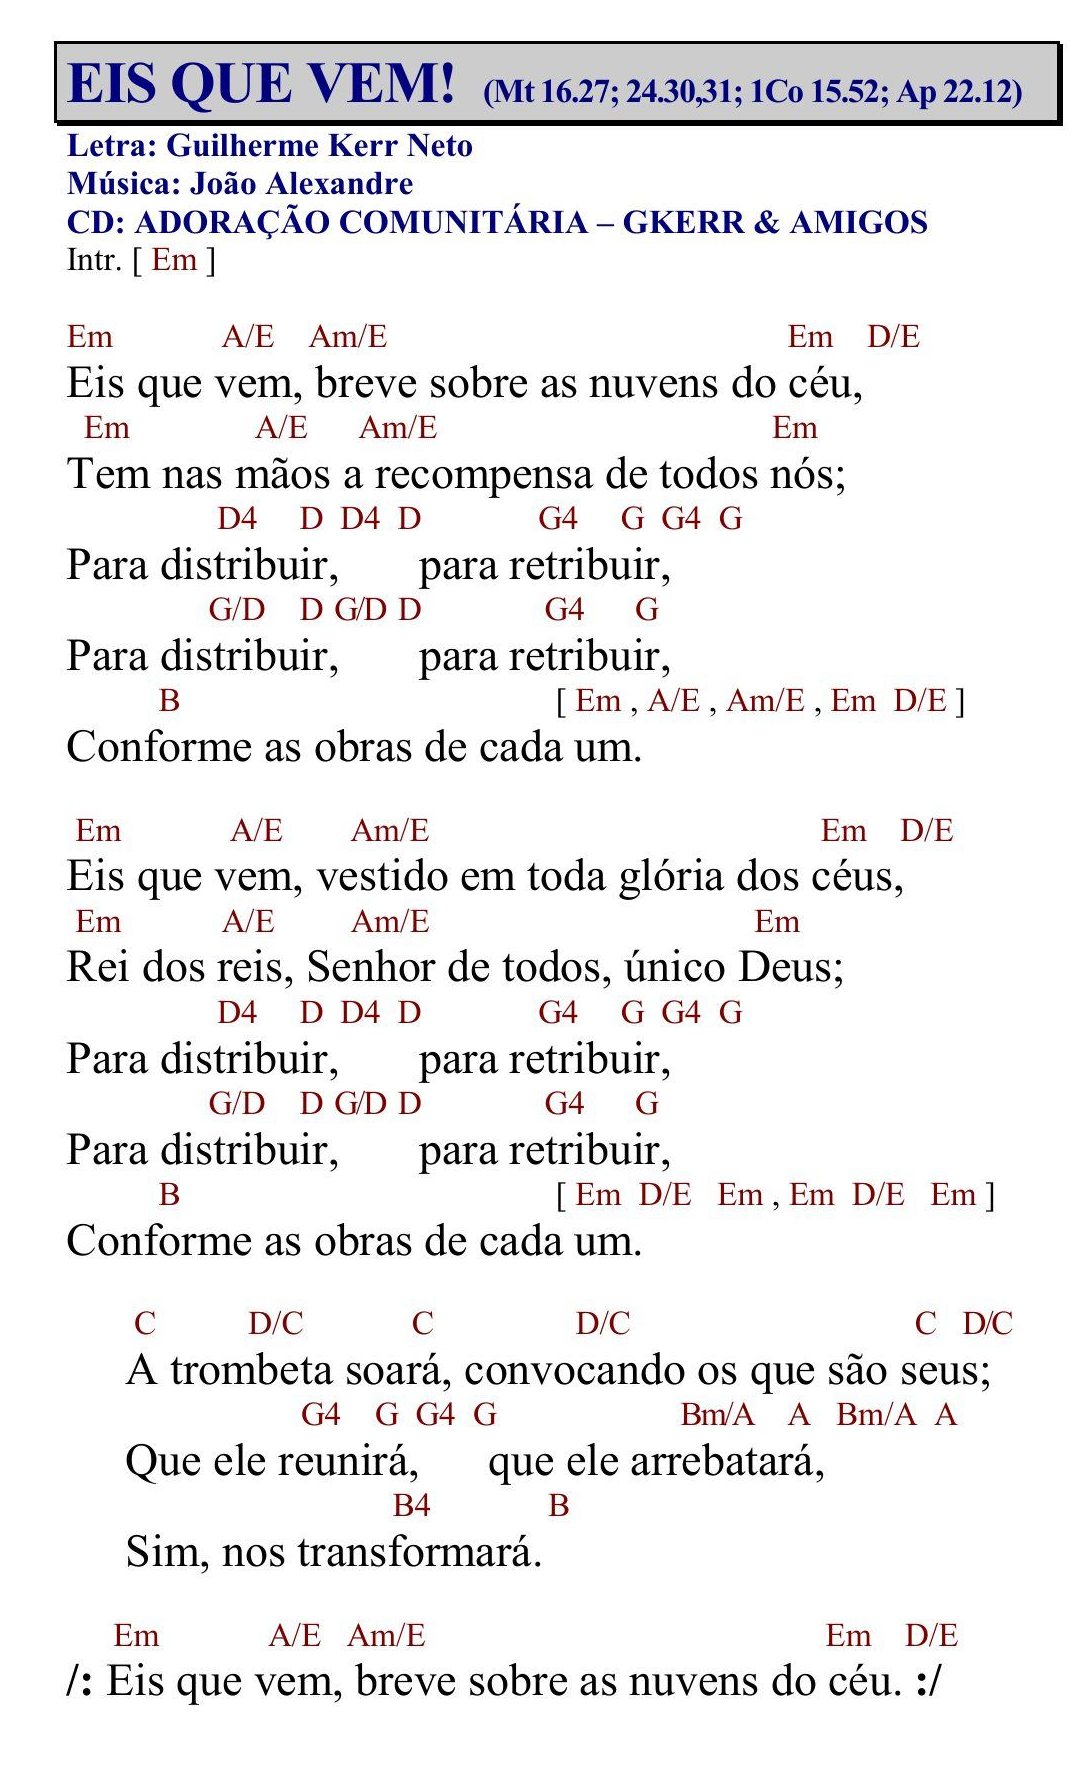 EIS QUE VEM! (Mt 16.27; 24.30,31; 1Co 15.52; Ap 22.12)
Letra: Guilherme Kerr Neto
Música: João Alexandre
CD: ADORAÇÃO COMUNITÁRIA – GKERR & AMIGOS
Intr. [ Em ]
Em A/E Am/E Em D/E
Eis que vem, breve sobre as nuvens do céu,
Em A/E Am/E Em
Tem nas mãos a recompensa de todos nós;
D4 D D4 D G4 G G4 G
Para distribuir, para retribuir,
G/D D G/D D G4 G
Para distribuir, para retribuir,
B [ Em , A/E , Am/E , Em D/E ]
Conforme as obras de cada um.
Em A/E Am/E Em D/E
Eis que vem, vestido em toda glória dos céus,
Em A/E Am/E Em
Rei dos reis, Senhor de todos, único Deus;
D4 D D4 D G4 G G4 G
Para distribuir, para retribuir,
G/D D G/D D G4 G
Para distribuir, para retribuir,
B [ Em D/E Em , Em D/E Em ]
Conforme as obras de cada um.
C D/C C D/C C D/C
A trombeta soará, convocando os que são seus;
G4 G G4 G Bm/A A Bm/A A
Que ele reunirá, que ele arrebatará,
B4 B
Sim, nos transformará.
Em A/E Am/E Em D/E
/: Eis que vem, breve sobre as nuvens do céu. :/